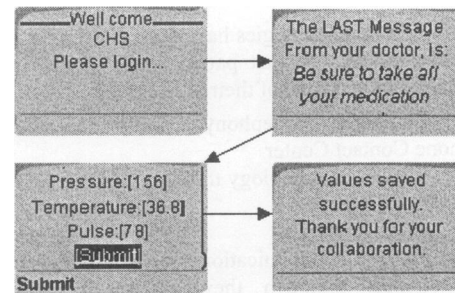 Well come...
CHS
Please login...
The LAST Message
From your doctor, Is:
Be sure to take all
your medication
Pressure:[156]
Temperature:[36.8]
Pulse:[78]
[Submit]
Submit
Values saved
successfully.
Thank you for your
collaboration.